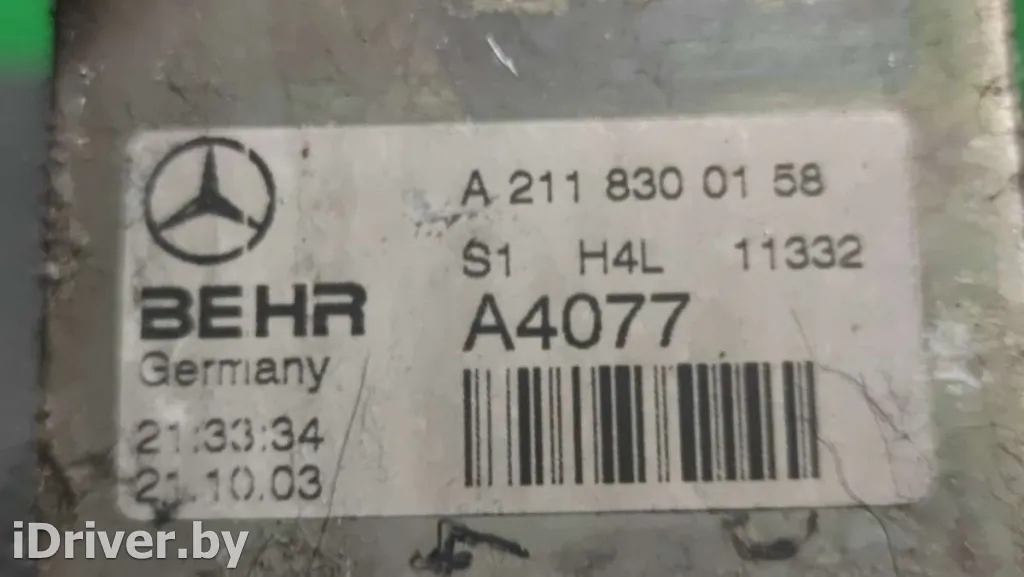 A 211 830 01 58
S1 H4L 11332
BEHR
A4077
Germany
21:33:34
21.10.03
iDriver.by